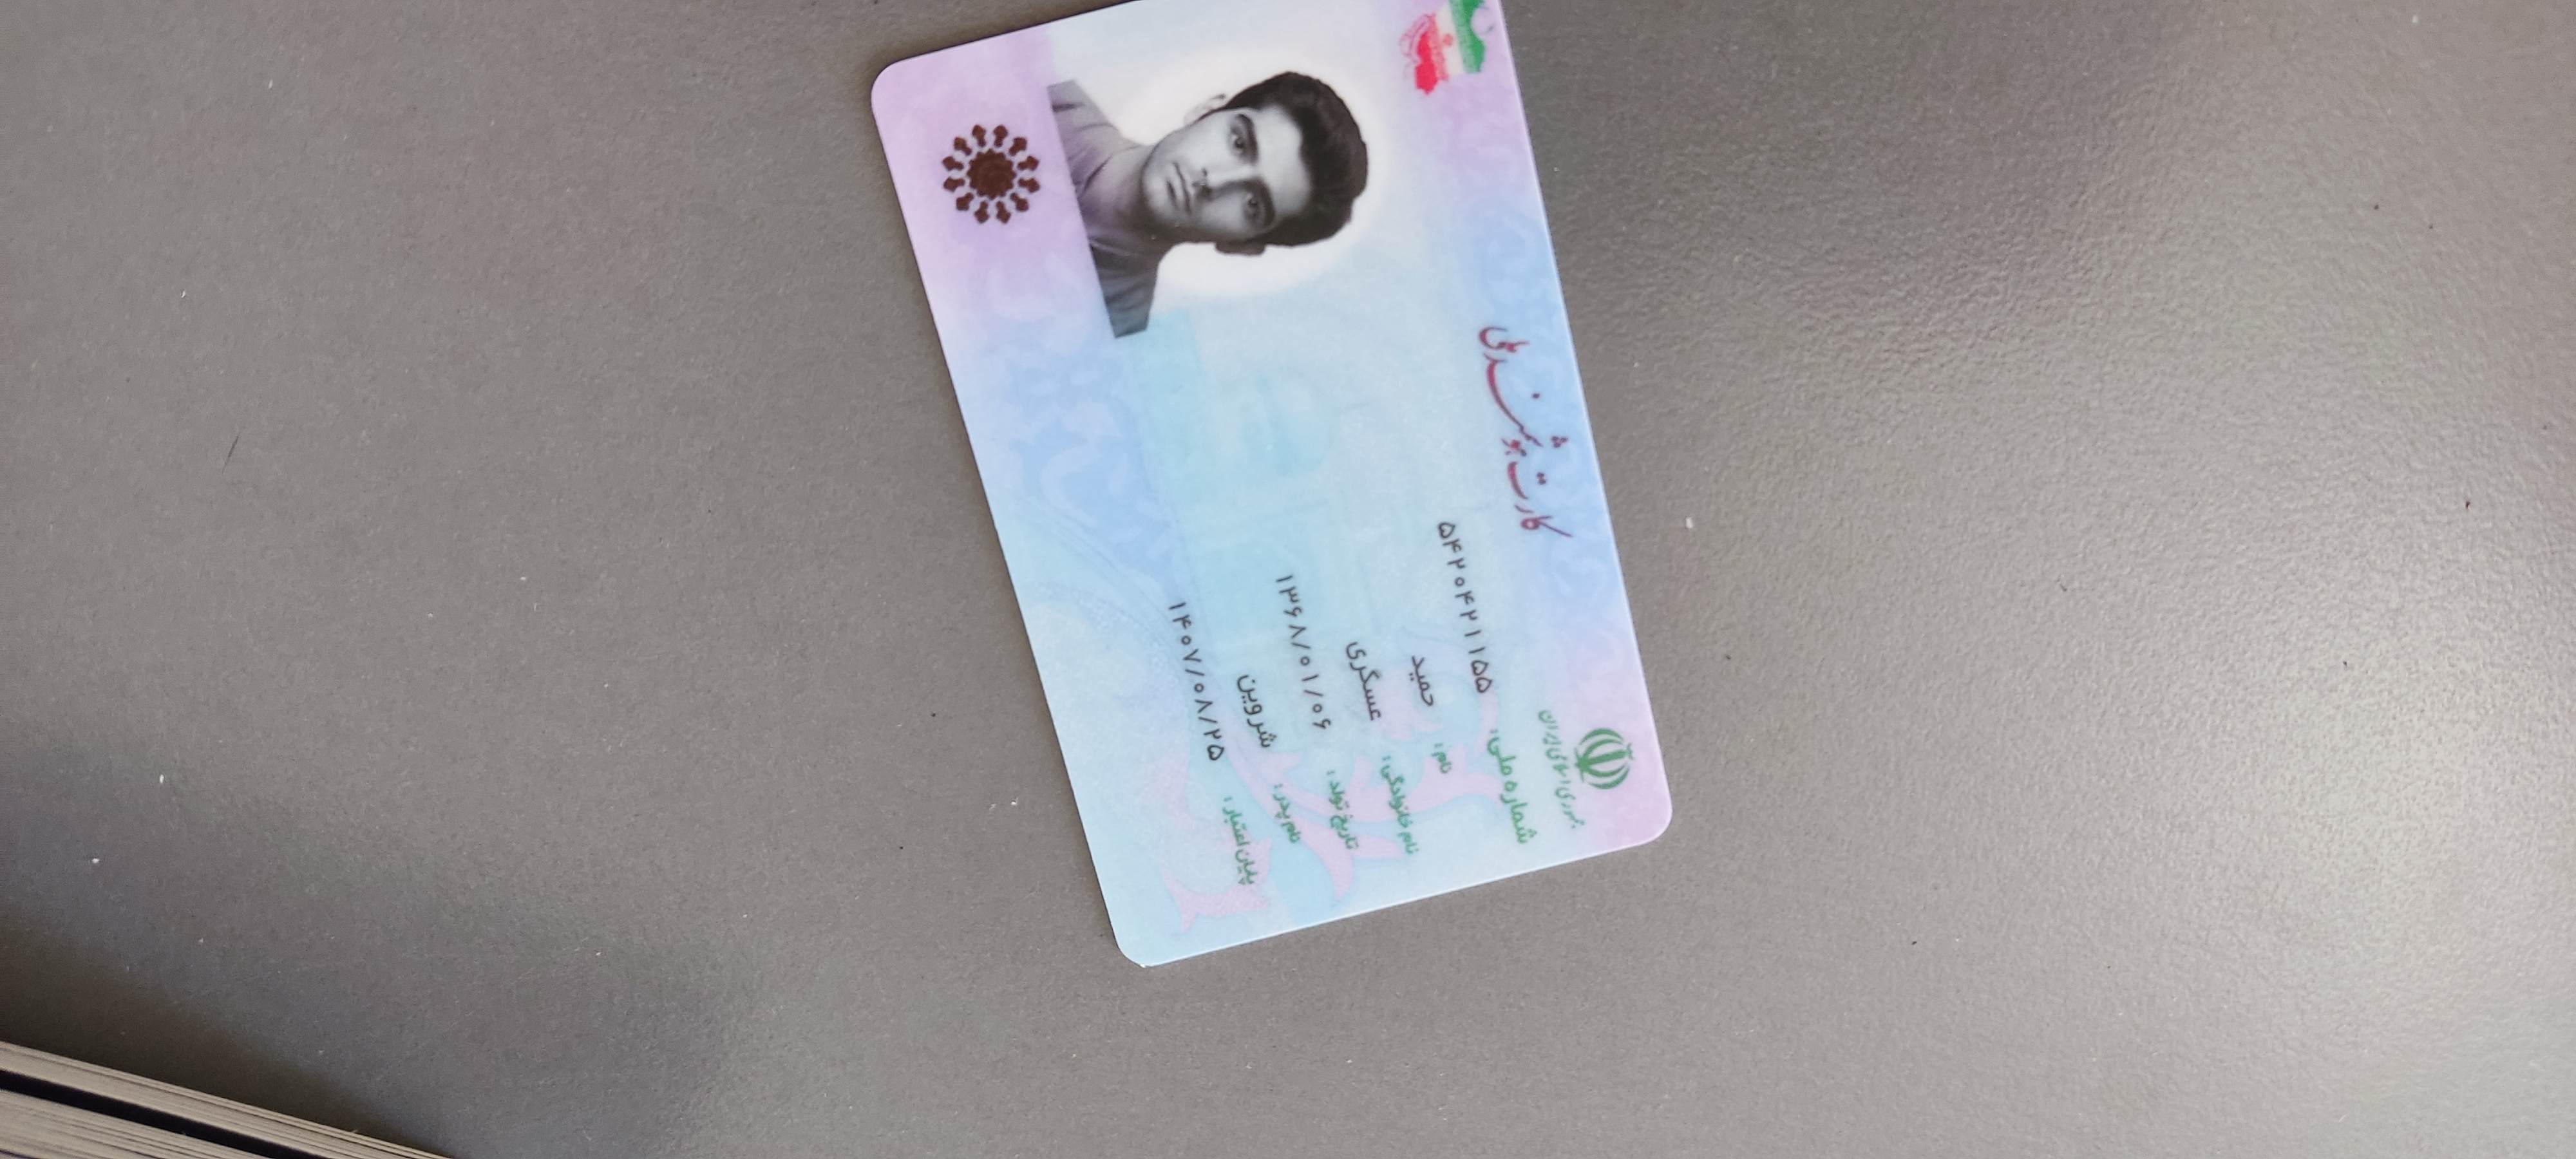 جمهوری اسلامی ایران
کارت هوشمند ملی
شماره ملی: ۵۴۲۰۴۲۱۱۵۵
نام: حمید
نام خانوادگی: عسگری
تاریخ تولد: ۱۳۶۸/۰۱/۰۶
نام پدر: شروین
پایان اعتبار: ۱۴۰۷/۰۸/۲۵